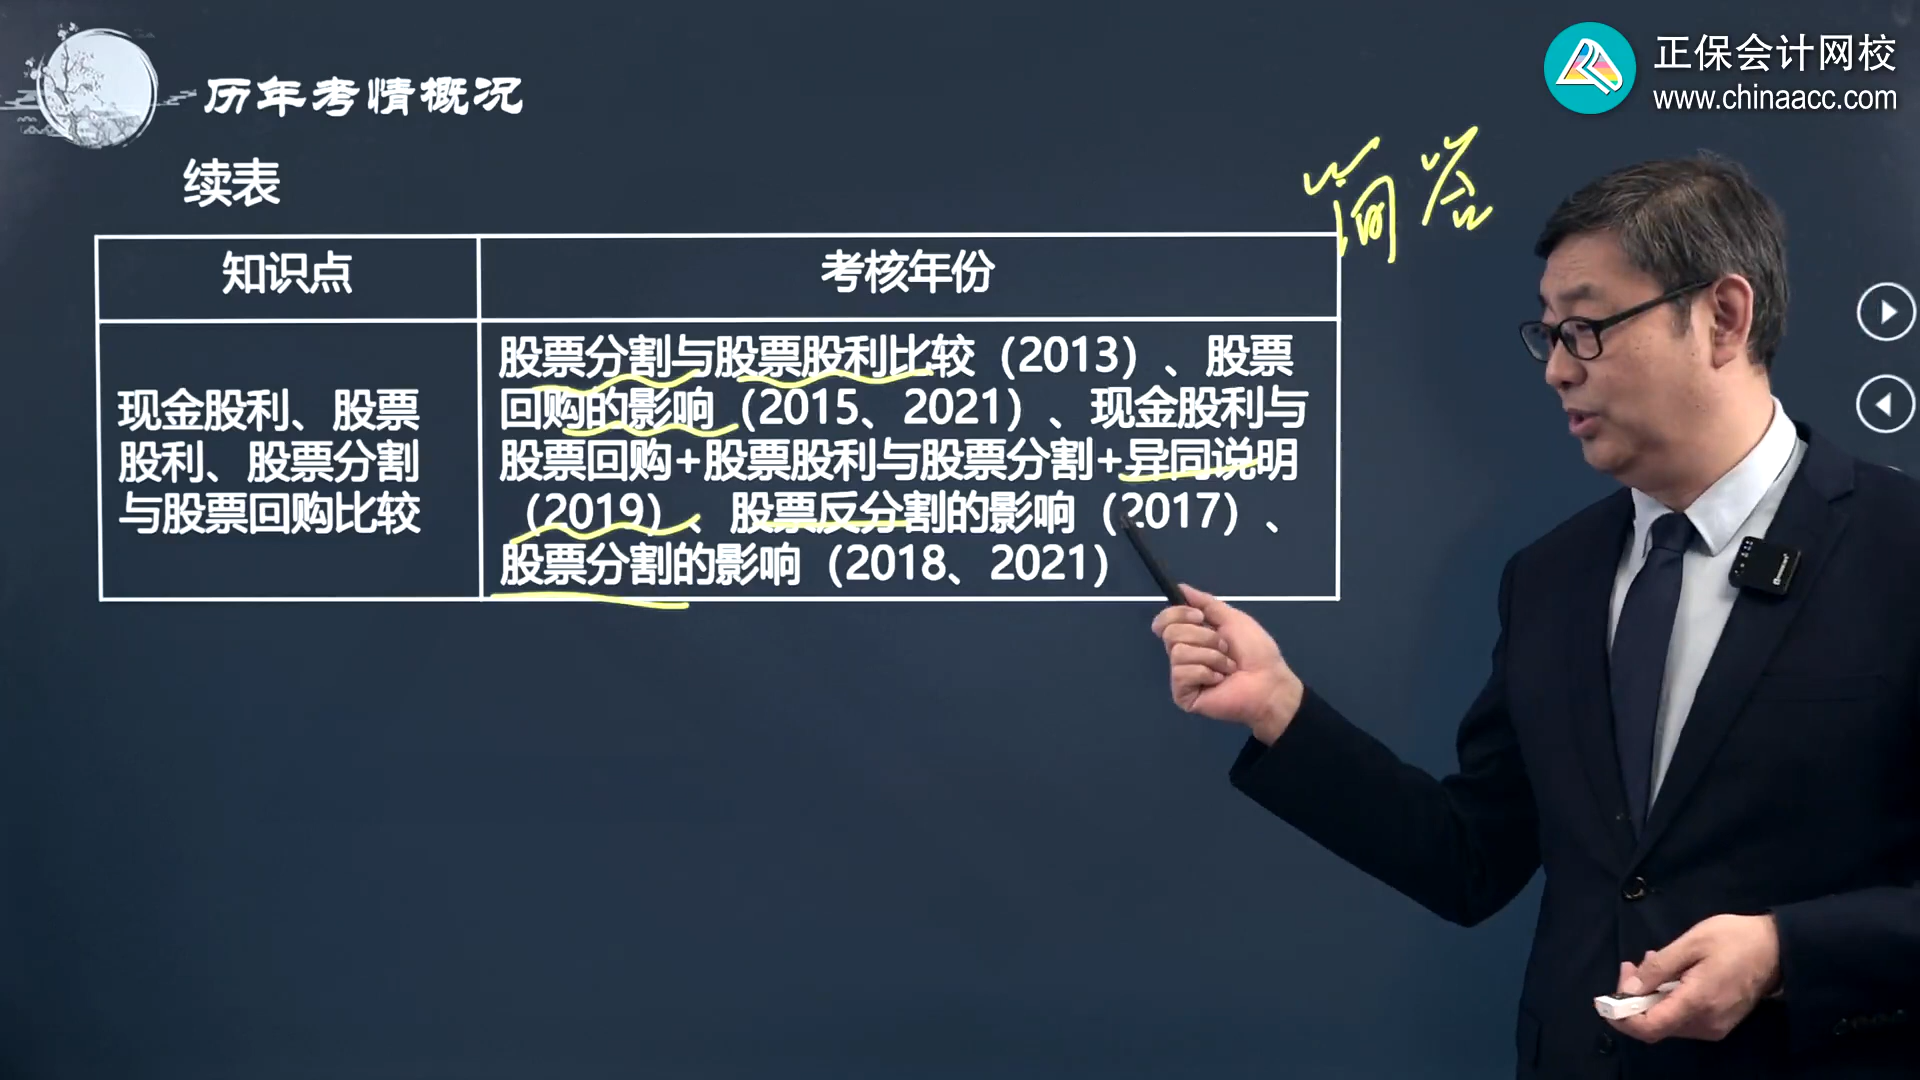 正保会计网校
www.chinaacc.com
历年考情概况
续表
简答
知识点
考核年份
现金股利、股票
股利、股票分割
与股票回购比较
股票分割与股票股利比较（2013）、股票
回购的影响（2015、2021）、现金股利与
股票回购+股票股利与股票分割+异同说明
（2019）、股票反分割的影响（2017）、
股票分割的影响（2018、2021）